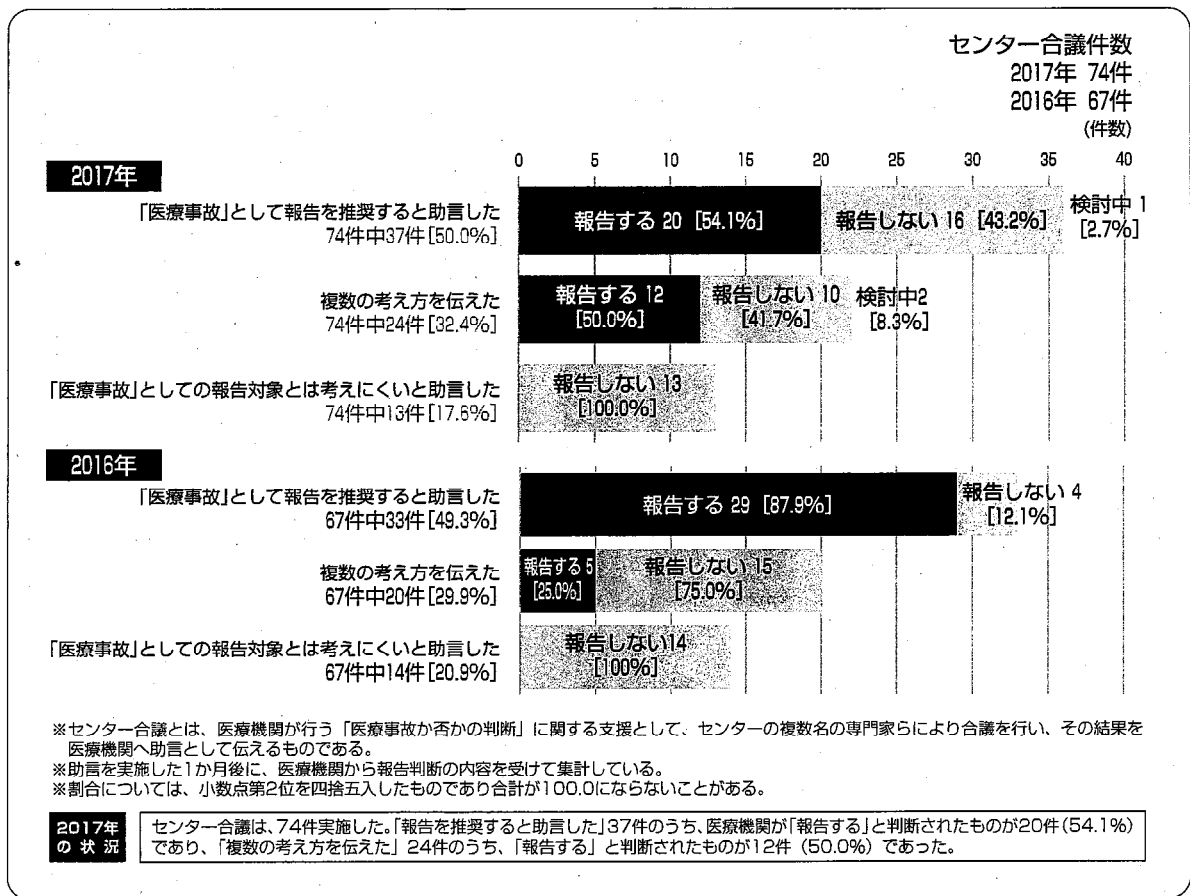 センター合議件数
2017年 74件
2016年 67件
(件数)
0 5 10 15 20 25 30 35 40
2017年
「医療事故」として報告を推奨すると助言した
74件中37件[50.0%]
報告する 20 [54.1%]
報告しない 16 [43.2%]
検討中 1
[2.7%]
複数の考え方を伝えた
74件中24件[32.4%]
報告する 12
[50.0%]
報告しない 10
[41.7%]
検討中2
[8.3%]
「医療事故」としての報告対象とは考えにくいと助言した
74件中13件[17.6%]
報告しない 13
[100.0%]
2016年
「医療事故」として報告を推奨すると助言した
67件中33件[49.3%]
報告する 29 [87.9%]
報告しない 4
[12.1%]
複数の考え方を伝えた
67件中20件[29.9%]
報告する 5
[25.0%]
報告しない 15
[75.0%]
「医療事故」としての報告対象とは考えにくいと助言した
67件中14件[20.9%]
報告しない14
[100%]
※センター合議とは、医療機関が行う「医療事故か否かの判断」に関する支援として、センターの複数名の専門家らにより合議を行い、その結果を
医療機関へ助言として伝えるものである。
※助言を実施した1か月後に、医療機関から報告判断の内容を受けて集計している。
※割合については、小数点第2位を四捨五入したものであり合計が100.0にならないことがある。
2017年
の状況
センター合議は、74件実施した。「報告を推奨すると助言した」37件のうち、医療機関が「報告する」と判断されたものが20件(54.1%)
であり、「複数の考え方を伝えた」24件のうち、「報告する」と判断されたものが12件(50.0%)であった。